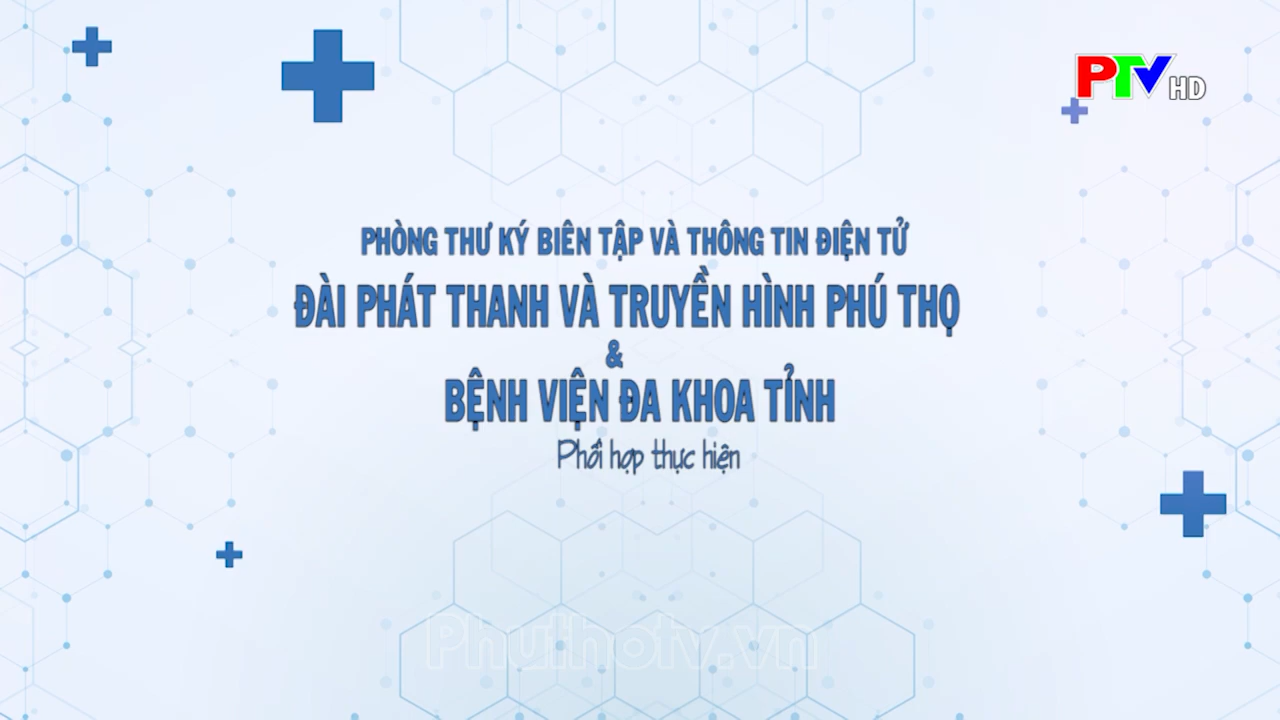 PTV HD
PHÒNG THƯ KÝ BIÊN TẬP VÀ THÔNG TIN ĐIỆN TỬ
ĐÀI PHÁT THANH VÀ TRUYỀN HÌNH PHÚ THỌ
&
BỆNH VIỆN ĐA KHOA TỈNH
Phối hợp thực hiện
Phuthotv.vn